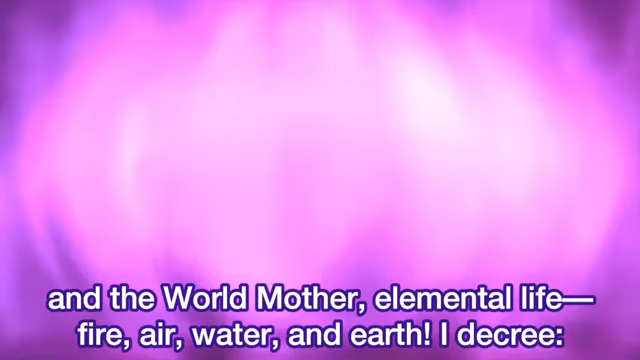 and the World Mother, elemental life—
fire, air, water, and earth! I decree: